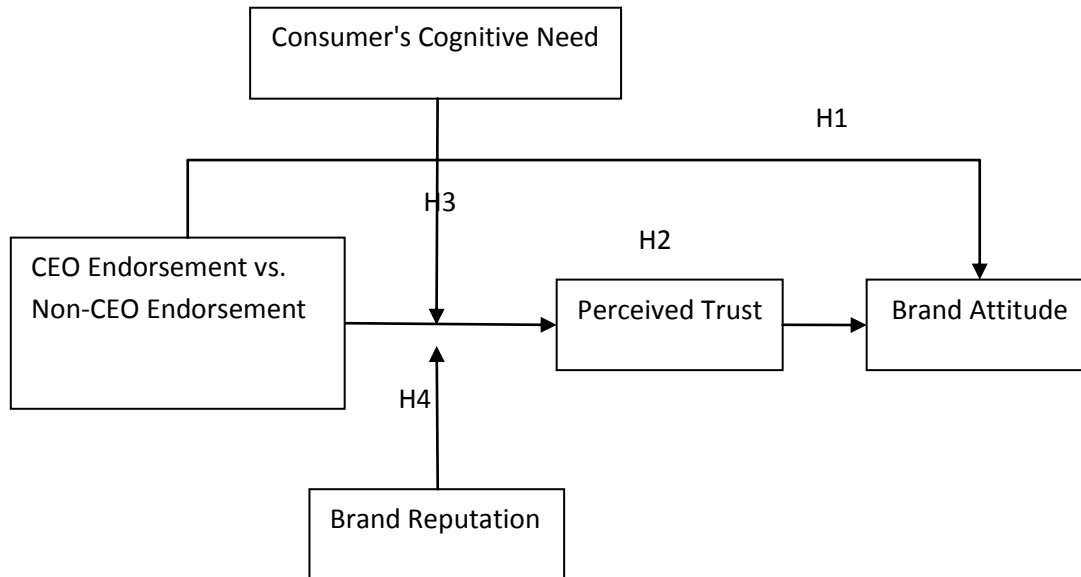 Consumer's Cognitive Need
H1
H3
H2
CEO Endorsement vs.
Non-CEO Endorsement
Perceived Trust
Brand Attitude
H4
Brand Reputation